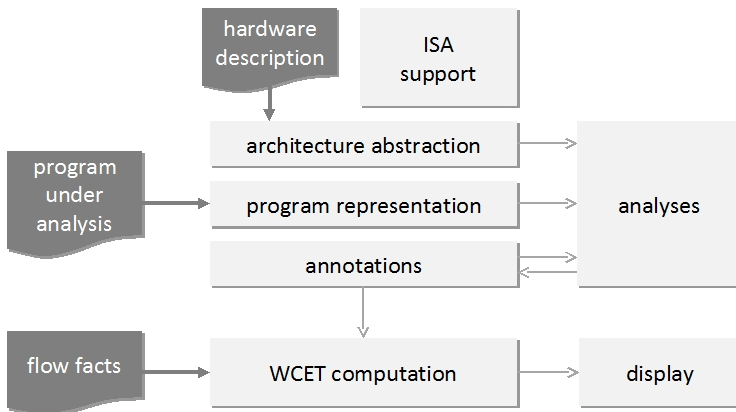 hardware
description
ISA
support
architecture abstraction
program
under
analysis
program representation
analyses
annotations
flow facts
WCET computation
display